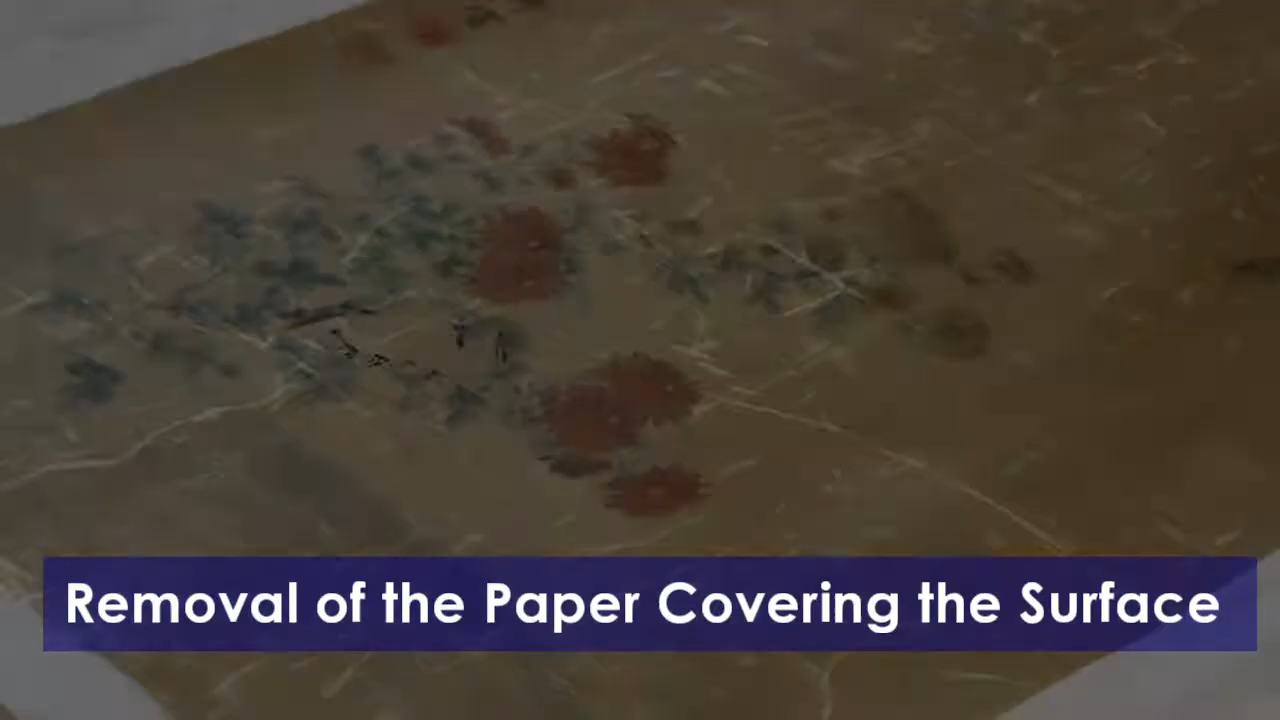 Removal of the Paper Covering the Surface